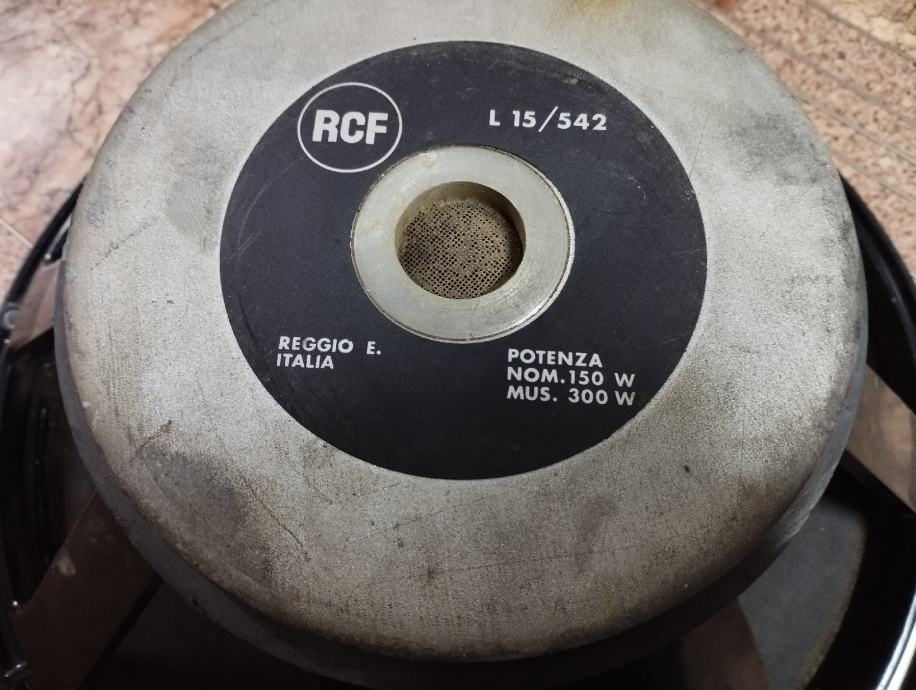 RCF
L 15/542
REGGIO E.
ITALIA
POTENZA
NOM.150 W
MUS. 300 W